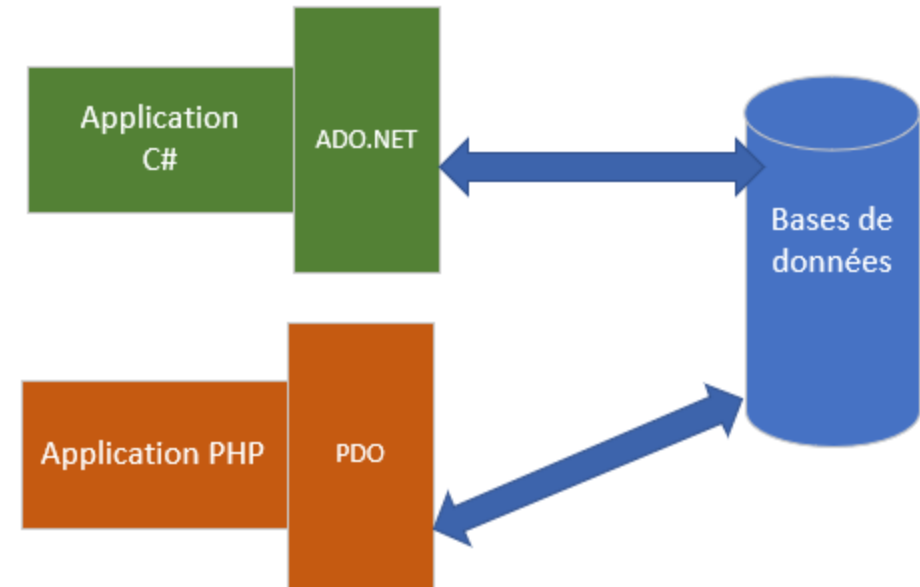 Application
C#
ADO.NET
Bases de
données
Application PHP
PDO